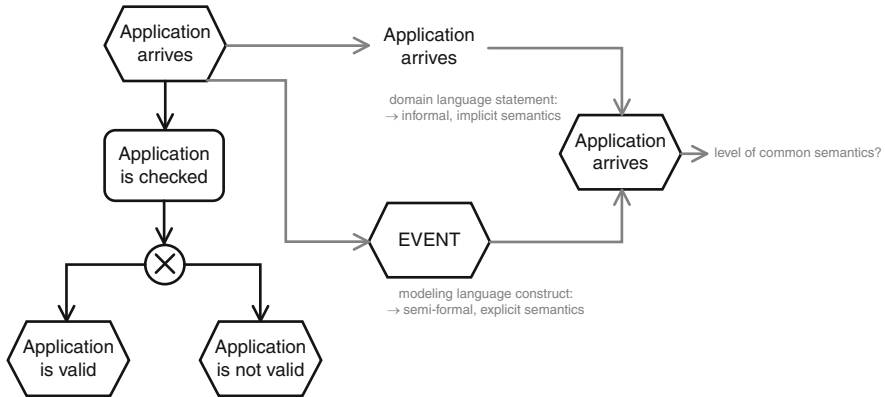 Application
arrives
Application
arrives
domain language statement:
→ informal, implicit semantics
Application
arrives
level of common semantics?
Application
is checked
EVENT
modeling language construct:
→ semi-formal, explicit semantics
Application
is valid
Application
is not valid